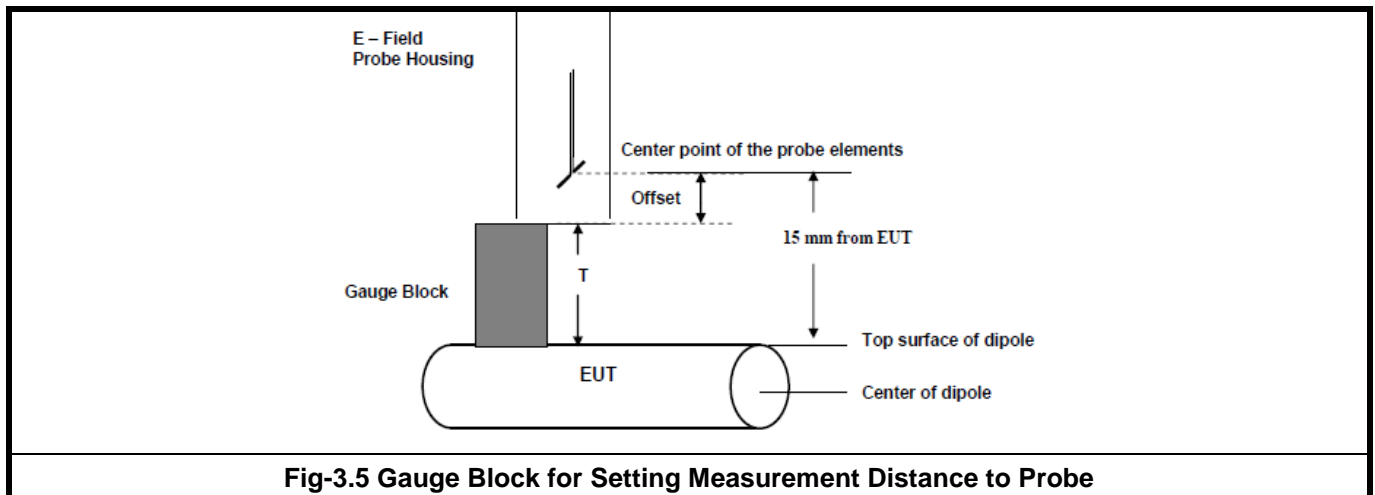 E – Field
Probe Housing
Center point of the probe elements
Offset
15 mm from EUT
T
Gauge Block
Top surface of dipole
EUT
Center of dipole
Fig-3.5 Gauge Block for Setting Measurement Distance to Probe